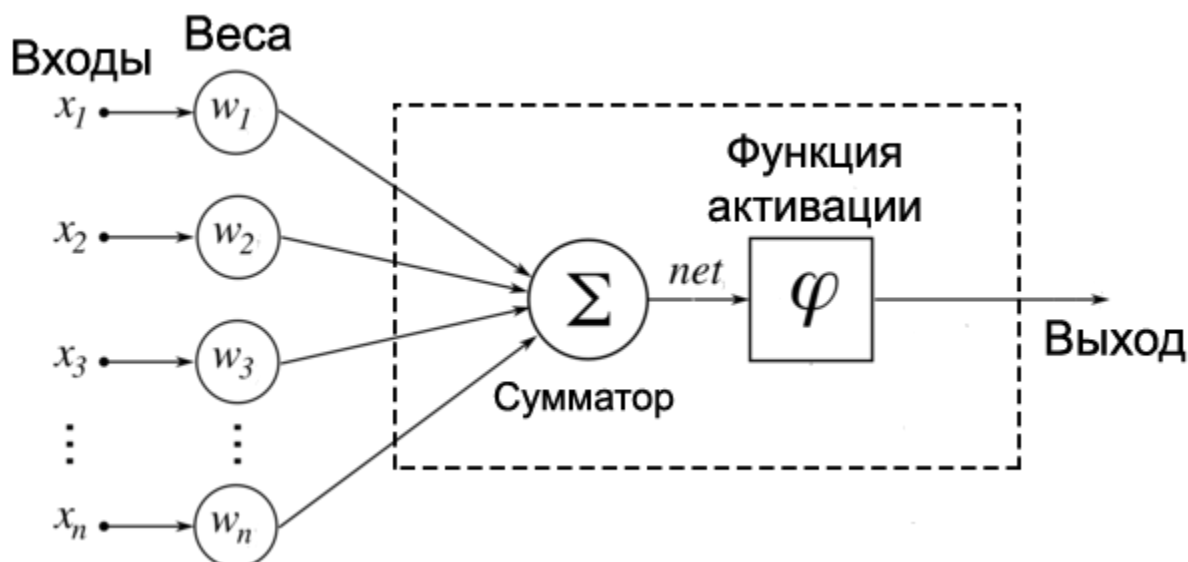 Входы
Веса
x1
w1
x2
w2
x3
w3
xn
wn
Σ
Сумматор
net
Функция
активации
φ
Выход